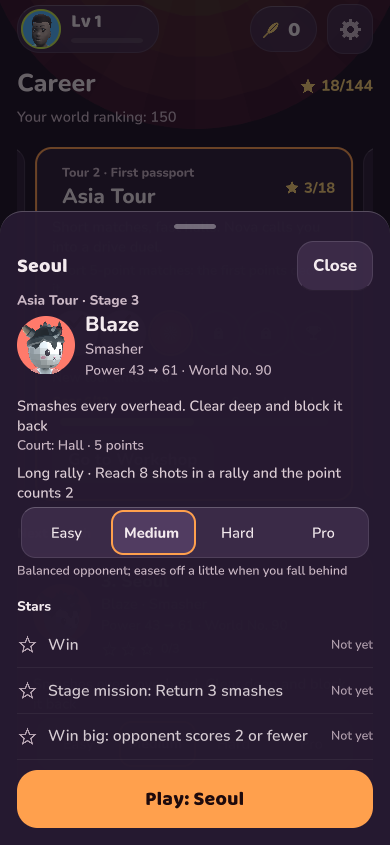 Lv 1
0
Career
18/144
Your world ranking: 150
Tour 2 · First passport
Asia Tour
3/18
Seoul
Close
Asia Tour · Stage 3
Blaze
Smasher
Power 43 → 61 · World No. 90
Smashes every overhead. Clear deep and block it
back
Court: Hall · 5 points
Long rally · Reach 8 shots in a rally and the point
counts 2
Easy
Medium
Hard
Pro
Balanced opponent; eases off a little when you fall behind
Stars
Win
Not yet
Stage mission: Return 3 smashes
Not yet
Win big: opponent scores 2 or fewer
Not yet
Play: Seoul